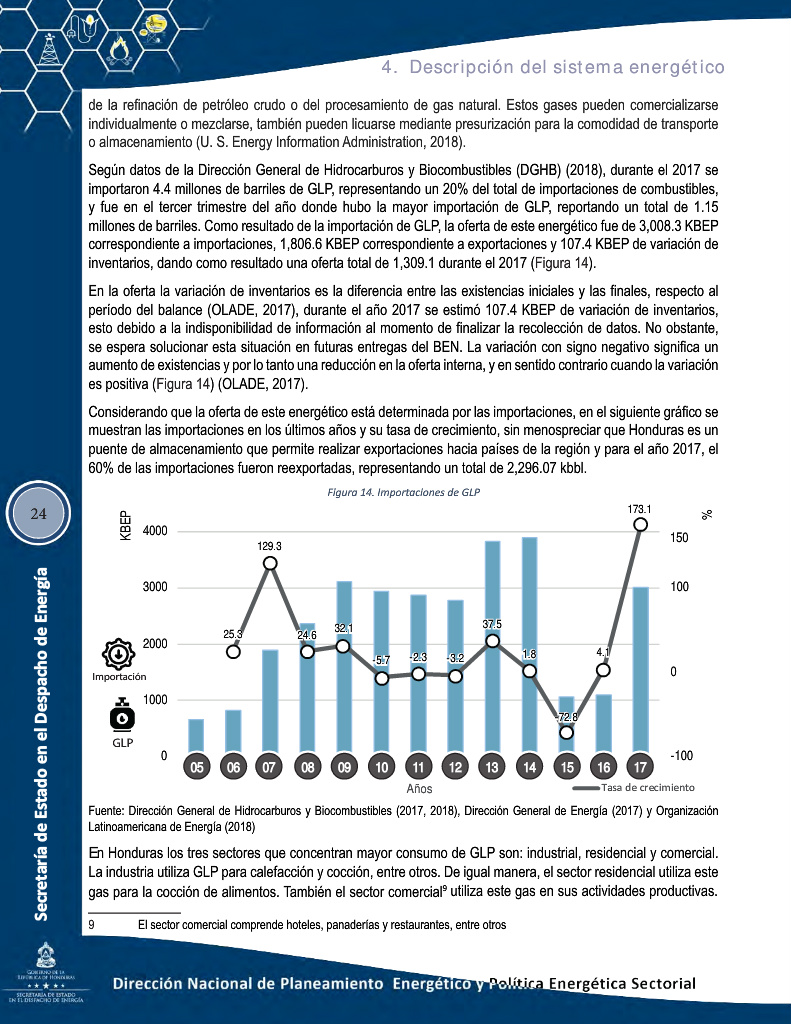 4. Descripción del sistema energético
de la refinación de petróleo crudo o del procesamiento de gas natural. Estos gases pueden comercializarse
individualmente o mezclarse, también pueden licuarse mediante presurización para la comodidad de transporte
o almacenamiento (U. S. Energy Information Administration, 2018).
Según datos de la Dirección General de Hidrocarburos y Biocombustibles (DGHB) (2018), durante el 2017 se
importaron 4.4 millones de barriles de GLP, representando un 20% del total de importaciones de combustibles,
y fue en el tercer trimestre del año donde hubo la mayor importación de GLP, reportando un total de 1.15
millones de barriles. Como resultado de la importación de GLP, la oferta de este energético fue de 3,008.3 KBEP
correspondiente a importaciones, 1,806.6 KBEP correspondiente a exportaciones y 107.4 KBEP de variación de
inventarios, dando como resultado una oferta total de 1,309.1 durante el 2017 (Figura 14).
En la oferta la variación de inventarios es la diferencia entre las existencias iniciales y las finales, respecto al
período del balance (OLADE, 2017), durante el año 2017 se estimó 107.4 KBEP de variación de inventarios,
esto debido a la indisponibilidad de información al momento de finalizar la recolección de datos. No obstante,
se espera solucionar esta situación en futuras entregas del BEN. La variación con signo negativo significa un
aumento de existencias y por lo tanto una reducción en la oferta interna, y en sentido contrario cuando la variación
es positiva (Figura 14) (OLADE, 2017).
Considerando que la oferta de este energético está determinada por las importaciones, en el siguiente gráfico se
muestran las importaciones en los últimos años y su tasa de crecimiento, sin menospreciar que Honduras es un
puente de almacenamiento que permite realizar exportaciones hacia países de la región y para el año 2017, el
60% de las importaciones fueron reexportadas, representando un total de 2,296.07 kbbl.
Figura 14. Importaciones de GLP
24
KBEP
%
173.1
4000
150
129.3
3000
100
25.3
24.6
32.1
37.5
2000
-5.7
-2.3
-3.2
1.8
4.1
0
Importación
1000
-72.8
GLP
0
-100
05 06 07 08 09 10 11 12 13 14 15 16 17
Años
Tasa de crecimiento
Fuente: Dirección General de Hidrocarburos y Biocombustibles (2017, 2018), Dirección General de Energía (2017) y Organización
Latinoamericana de Energía (2018)
En Honduras los tres sectores que concentran mayor consumo de GLP son: industrial, residencial y comercial.
La industria utiliza GLP para calefacción y cocción, entre otros. De igual manera, el sector residencial utiliza este
gas para la cocción de alimentos. También el sector comercial⁹ utiliza este gas en sus actividades productivas.
9 El sector comercial comprende hoteles, panaderías y restaurantes, entre otros
Secretaría de Estado en el Despacho de Energía
GOBIERNO DE LA
REPÚBLICA DE HONDURAS
SECRETARÍA DE ESTADO
EN EL DESPACHO DE ENERGÍA
Dirección Nacional de Planeamiento Energético y Política Energética Sectorial